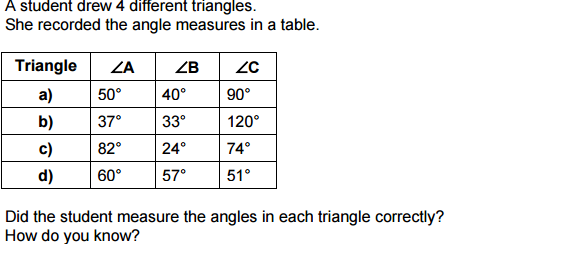 A student drew 4 different triangles.
She recorded the angle measures in a table.
Triangle ∠A ∠B ∠C
a) 50° 40° 90°
b) 37° 33° 120°
c) 82° 24° 74°
d) 60° 57° 51°
Did the student measure the angles in each triangle correctly?
How do you know?